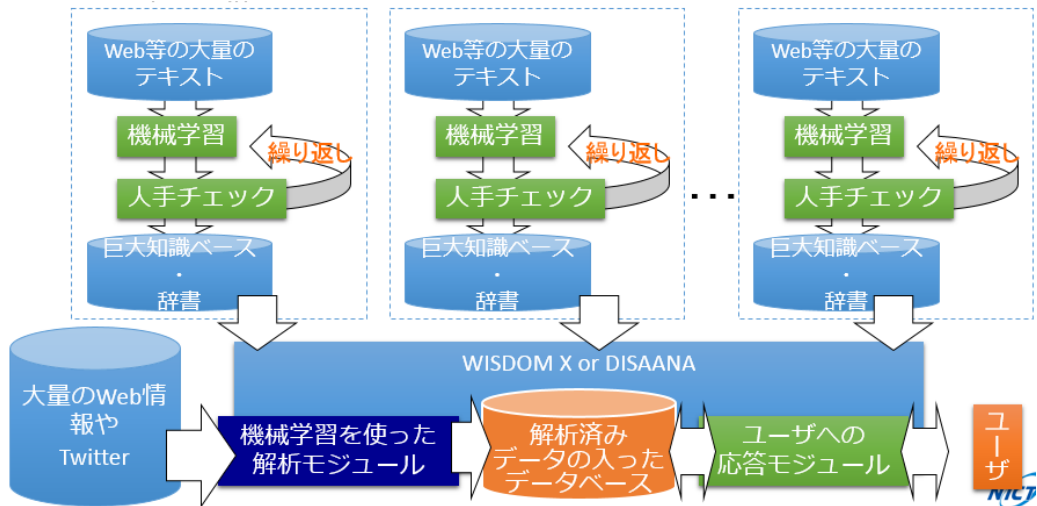 Web等の大量の
テキスト
機械学習
繰り返し
人手チェック
巨大知識ベース
・
辞書
Web等の大量の
テキスト
機械学習
繰り返し
人手チェック
巨大知識ベース
・
辞書
...
Web等の大量の
テキスト
機械学習
繰り返し
人手チェック
巨大知識ベース
・
辞書
WISDOM X or DISAANA
大量のWeb情
報や
Twitter
機械学習を使った
解析モジュール
解析済み
データの入った
データベース
ユーザへの
応答モジュール
ユーザ
NICT